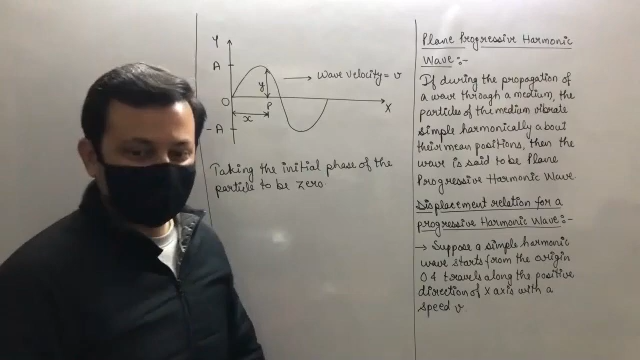 Y
A
O
-A
y
P
x
X
→ Wave velocity = v
Taking the initial phase of the
particle to be zero
Plane Progressive Harmonic
Wave:-
If during the propagation of
a wave through a medium, the
particles of the medium vibrate
simple harmonically about
their mean positions, then the
wave is said to be Plane
Progressive Harmonic Wave
Displacement relation for a
progressive Harmonic Wave:-
→ Suppose a simple harmonic
wave starts from the origin
O & travels along the positive
direction of X axis with a
speed v